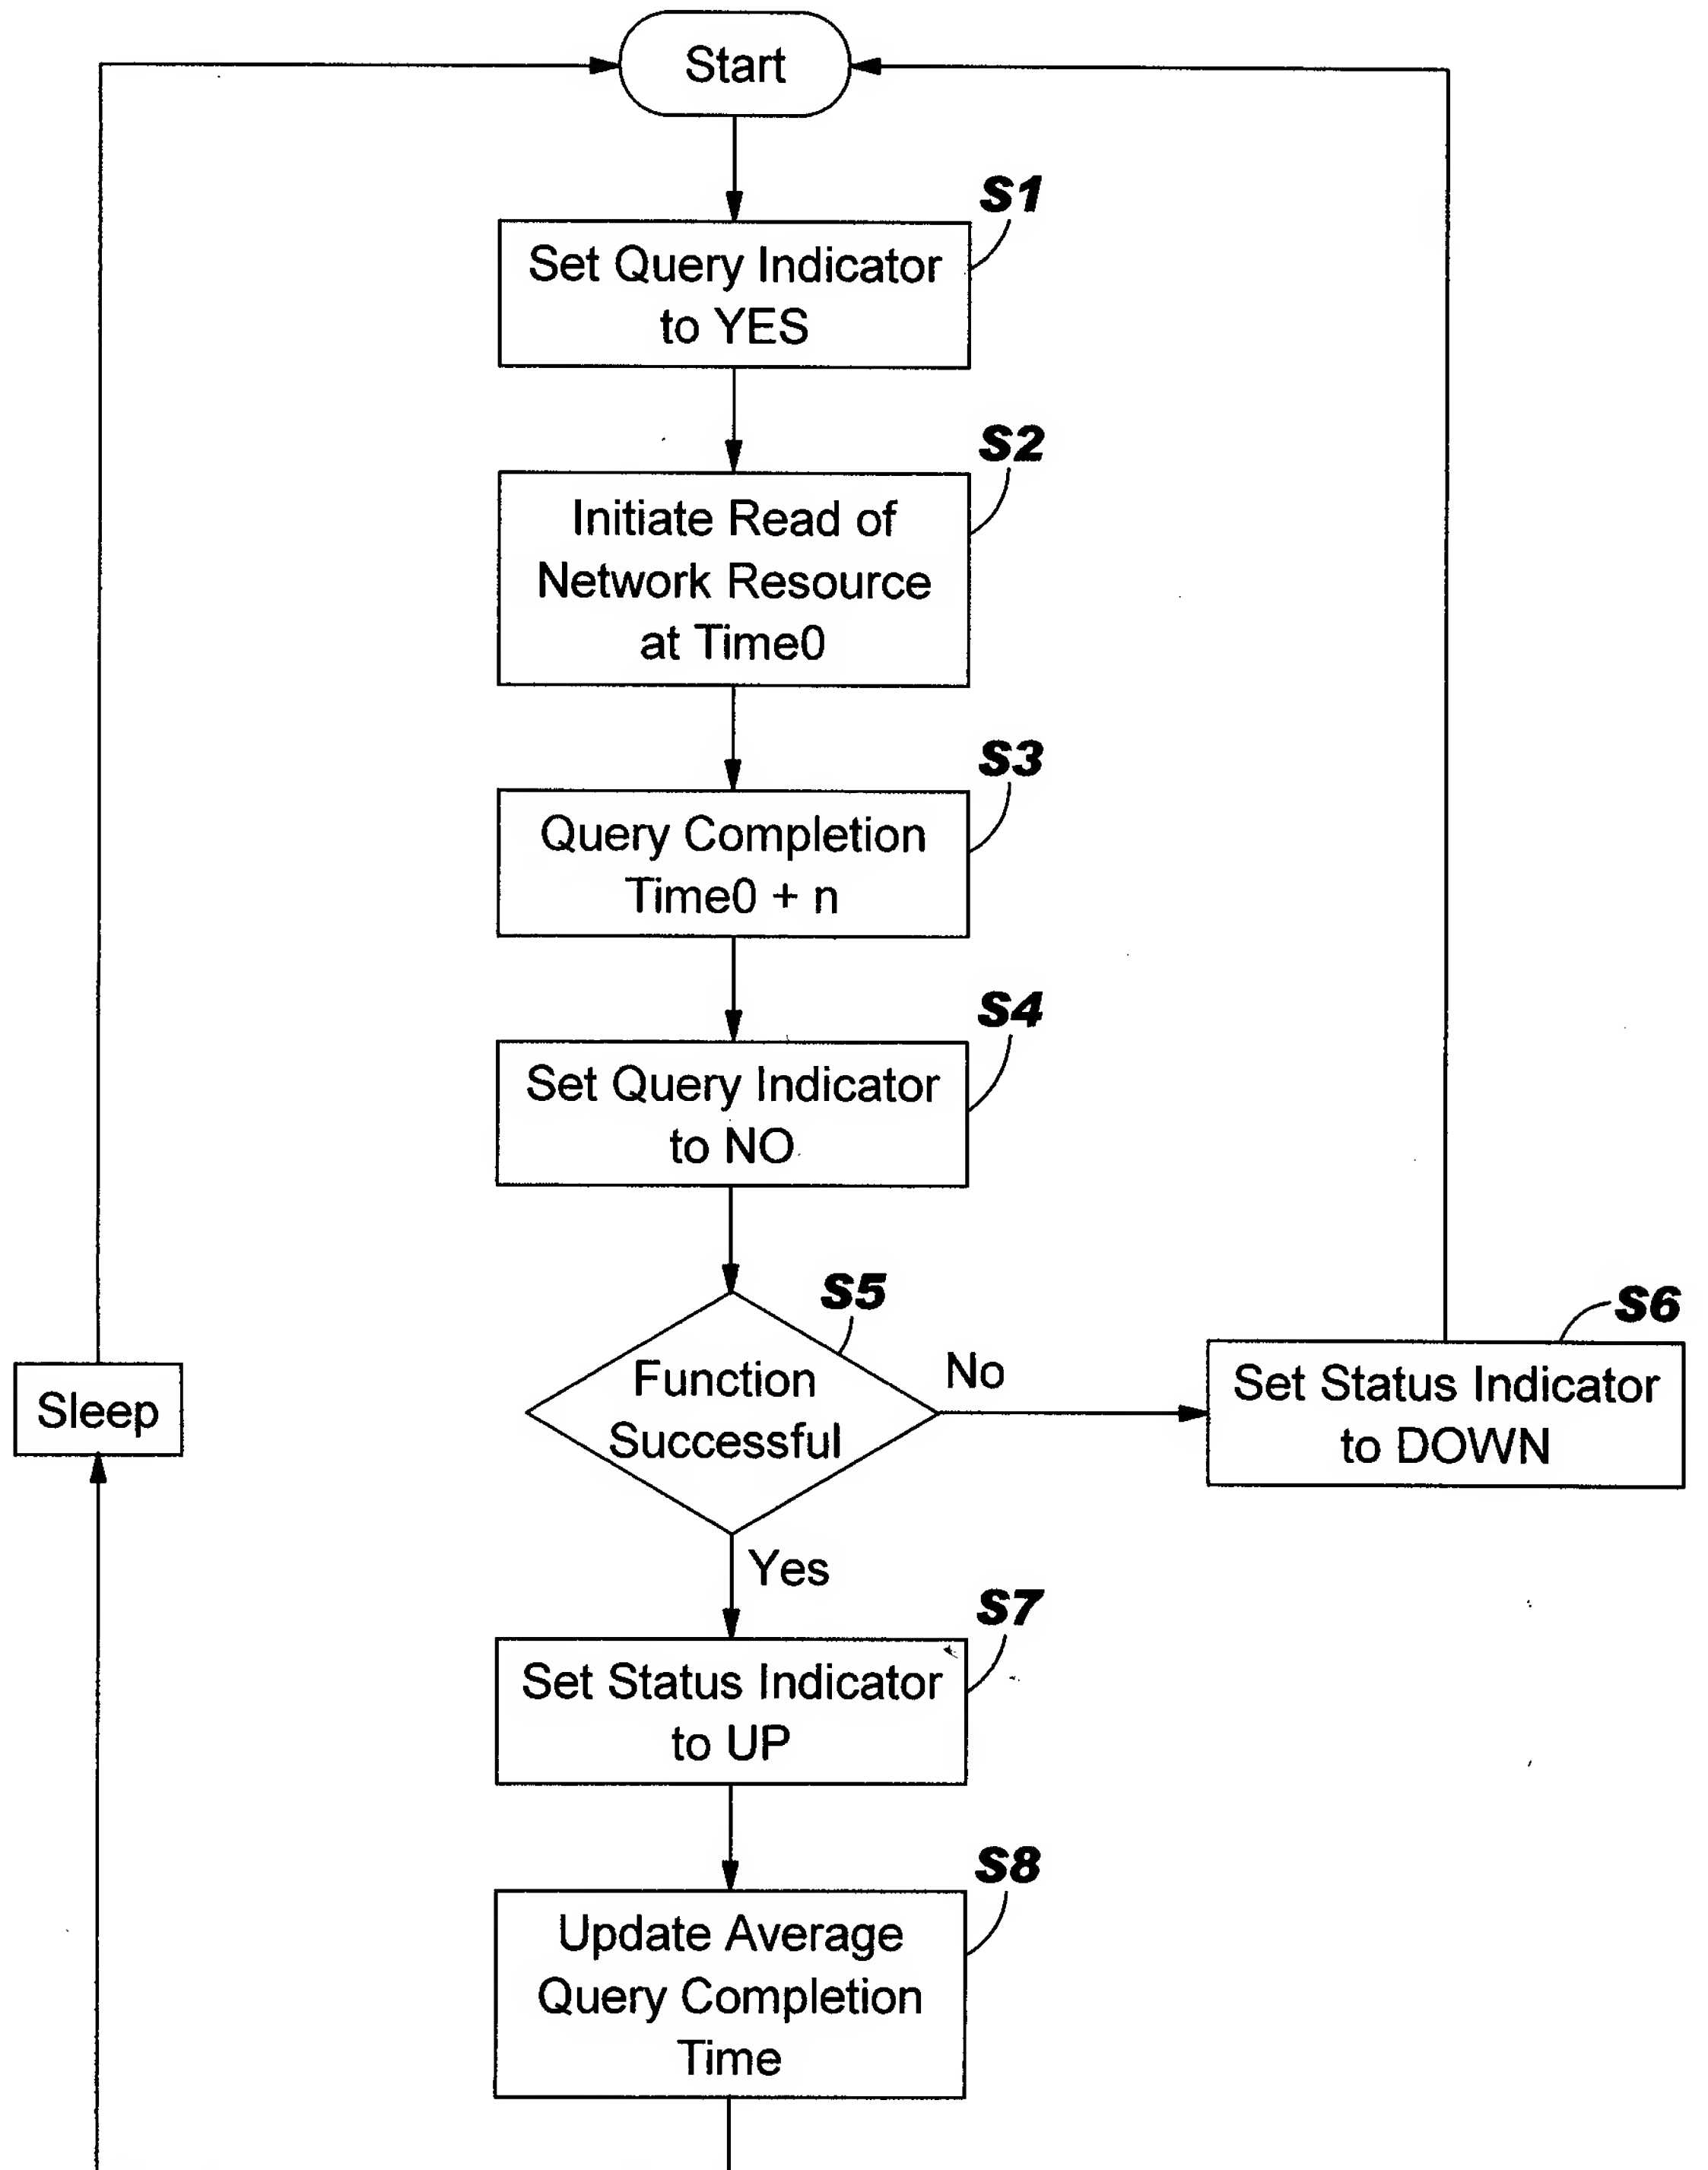 Start
S1
Set Query Indicator
to YES
S2
Initiate Read of
Network Resource
at Time0
S3
Query Completion
Time0 + n
S4
Set Query Indicator
to NO
S5
Function
Successful
No
S6
Set Status Indicator
to DOWN
Sleep
Yes
S7
Set Status Indicator
to UP
S8
Update Average
Query Completion
Time